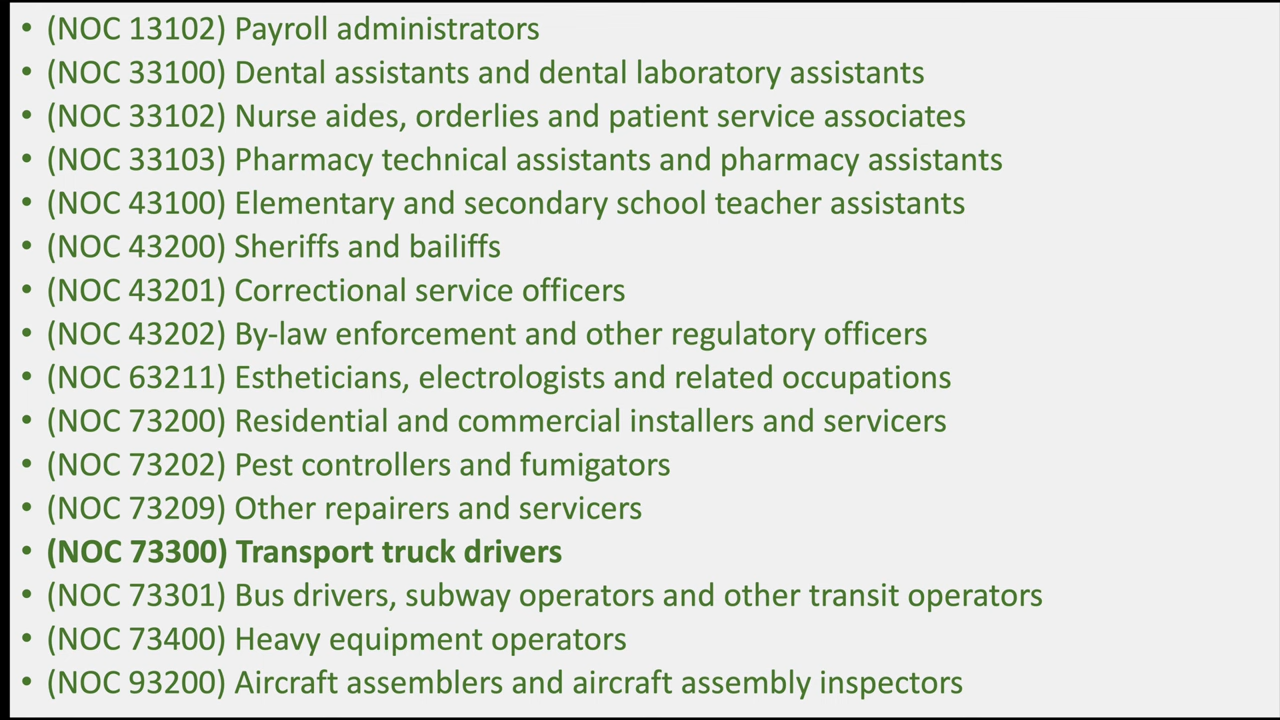 • (NOC 13102) Payroll administrators
• (NOC 33100) Dental assistants and dental laboratory assistants
• (NOC 33102) Nurse aides, orderlies and patient service associates
• (NOC 33103) Pharmacy technical assistants and pharmacy assistants
• (NOC 43100) Elementary and secondary school teacher assistants
• (NOC 43200) Sheriffs and bailiffs
• (NOC 43201) Correctional service officers
• (NOC 43202) By-law enforcement and other regulatory officers
• (NOC 63211) Estheticians, electrologists and related occupations
• (NOC 73200) Residential and commercial installers and servicers
• (NOC 73202) Pest controllers and fumigators
• (NOC 73209) Other repairers and servicers
• (NOC 73300) Transport truck drivers
• (NOC 73301) Bus drivers, subway operators and other transit operators
• (NOC 73400) Heavy equipment operators
• (NOC 93200) Aircraft assemblers and aircraft assembly inspectors